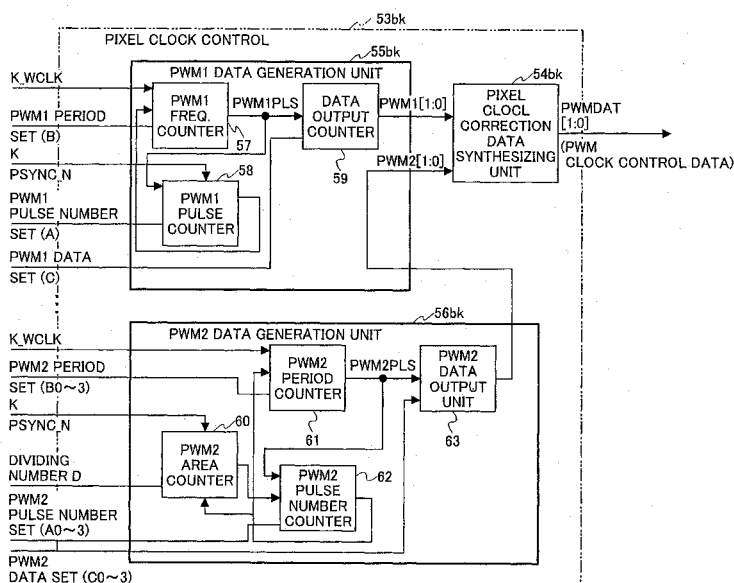 53bk
PIXEL CLOCK CONTROL
55bk
PWM1 DATA GENERATION UNIT
K_WCLK
PWM1 PERIOD
SET (B)
K
PSYNC_N
PWM1
PULSE NUMBER
SET (A)
PWM1 DATA
SET (C)
PWM1
FREQ.
COUNTER
57
PWM1PLS
DATA
OUTPUT
COUNTER
59
58
PWM1
PULSE
COUNTER
PWM1[1:0]
PWM2[1:0]
54bk
PIXEL
CLOCL
CORRECTION
DATA
SYNTHESIZING
UNIT
PWMDAT
[1:0]
(PWM
CLOCK CONTROL DATA)
56bk
PWM2 DATA GENERATION UNIT
K_WCLK
PWM2 PERIOD
SET (B0~3)
K
PSYNC_N
DIVIDING
NUMBER D
PWM2
PULSE NUMBER
SET (A0~3)
PWM2
DATA SET (C0~3)
PWM2
PERIOD
COUNTER
61
PWM2PLS
PWM2
DATA
OUTPUT
UNIT
63
60
PWM2
AREA
COUNTER
62
PWM2
PULSE
NUMBER
COUNTER